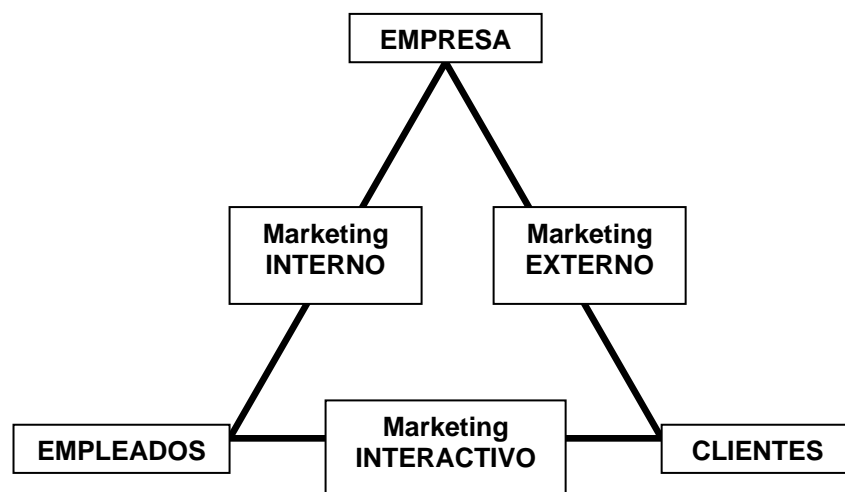 EMPRESA
Marketing
INTERNO
Marketing
EXTERNO
EMPLEADOS
Marketing
INTERACTIVO
CLIENTES